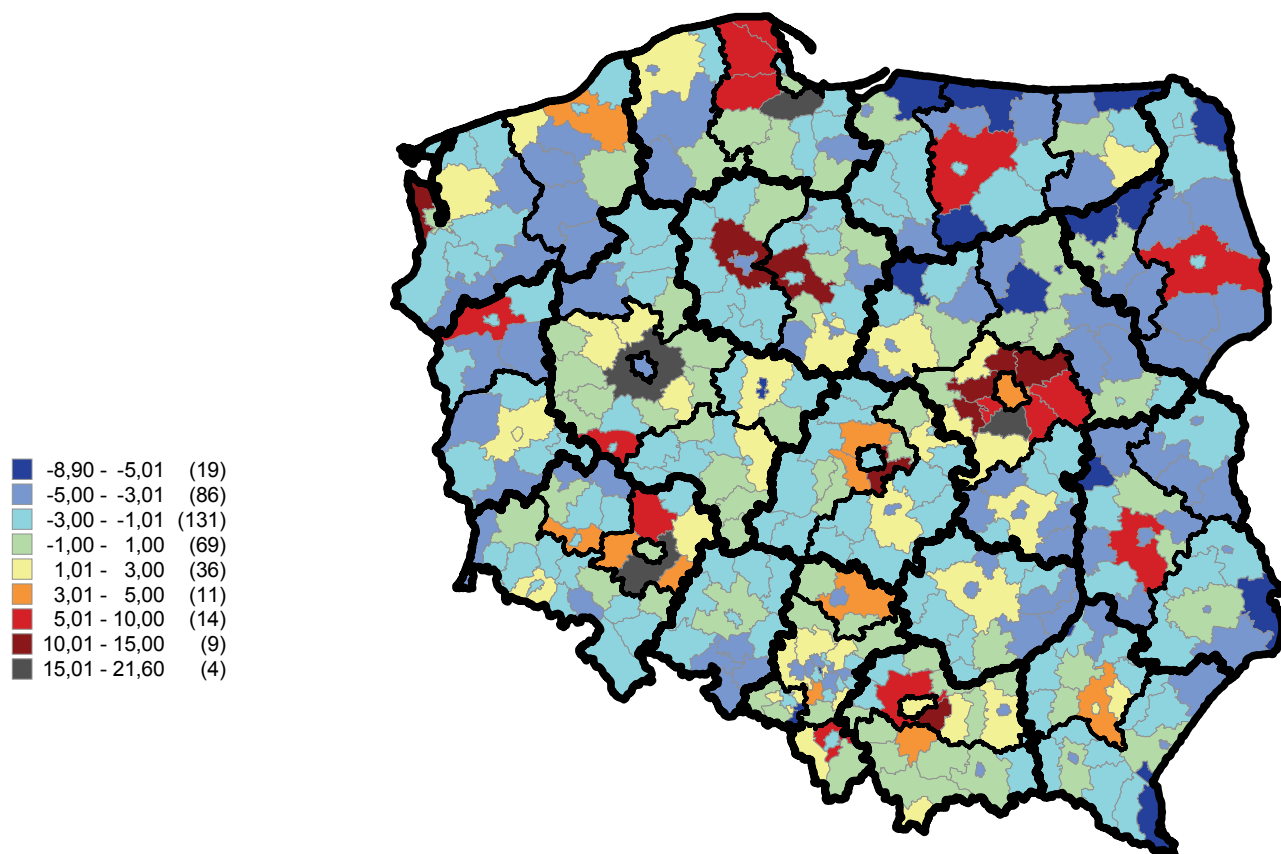 -8,90 - -5,01 (19)
-5,00 - -3,01 (86)
-3,00 - -1,01 (131)
-1,00 - 1,00 (69)
1,01 - 3,00 (36)
3,01 - 5,00 (11)
5,01 - 10,00 (14)
10,01 - 15,00 (9)
15,01 - 21,60 (4)